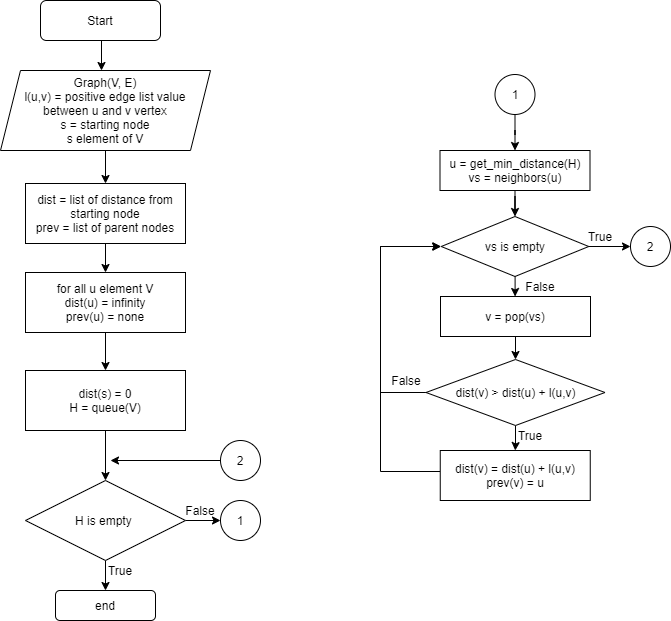 Start
Graph(V, E)
l(u,v) = positive edge list value
between u and v vertex
s = starting node
s element of V
dist = list of distance from
starting node
prev = list of parent nodes
for all u element V
dist(u) = infinity
prev(u) = none
dist(s) = 0
H = queue(V)
2
H is empty
False
1
True
end
1
u = get_min_distance(H)
vs = neighbors(u)
vs is empty
True
2
False
v = pop(vs)
dist(v) > dist(u) + l(u,v)
False
True
dist(v) = dist(u) + l(u,v)
prev(v) = u